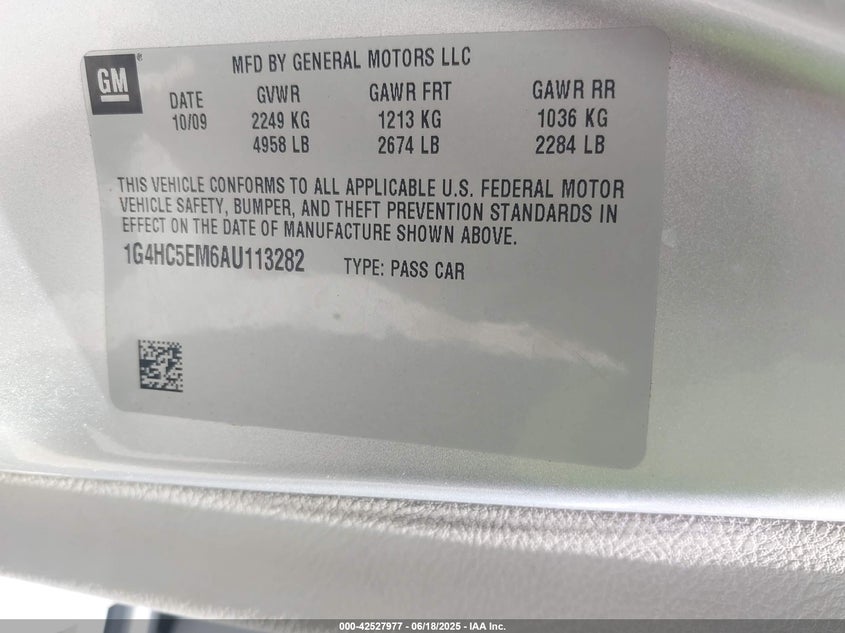 GM
MFD BY GENERAL MOTORS LLC
DATE GVWR GAWR FRT GAWR RR
10/09 2249 KG 1213 KG 1036 KG
4958 LB 2674 LB 2284 LB
THIS VEHICLE CONFORMS TO ALL APPLICABLE U.S. FEDERAL MOTOR
VEHICLE SAFETY, BUMPER, AND THEFT PREVENTION STANDARDS IN
EFFECT ON THE DATE OF MANUFACTURE SHOWN ABOVE.
1G4HC5EM6AU113282 TYPE: PASS CAR
000-42527977 - 06/18/2025 - IAA Inc.